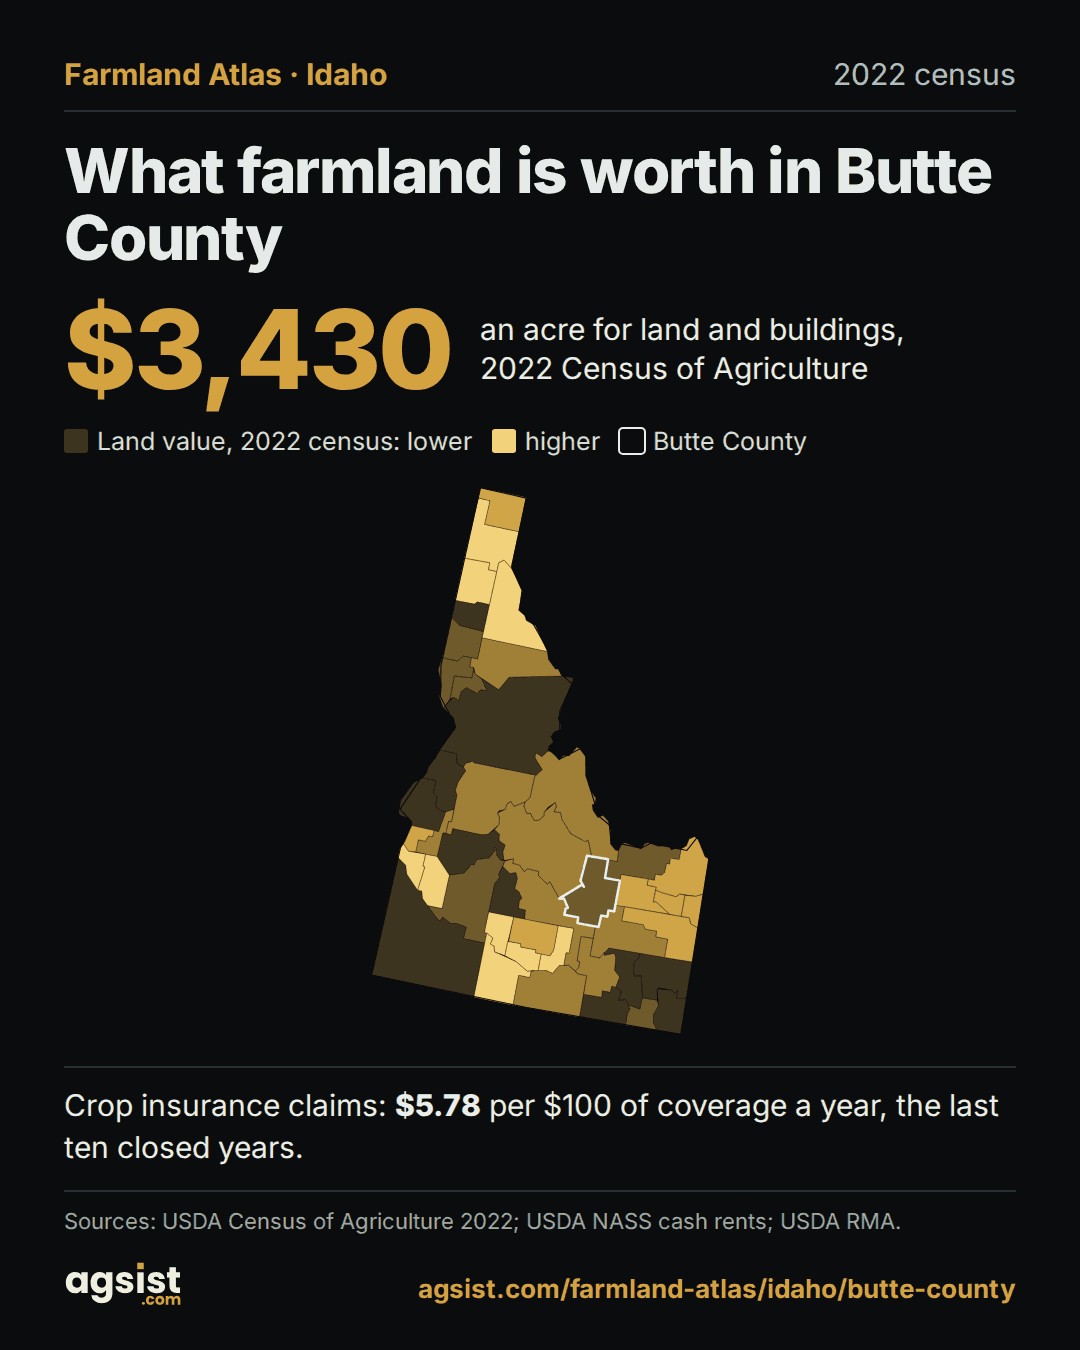 Farmland Atlas · Idaho
2022 census
What farmland is worth in Butte
County
$3,430
an acre for land and buildings,
2022 Census of Agriculture
Land value, 2022 census: lower
higher
Butte County
Crop insurance claims: $5.78 per $100 of coverage a year, the last
ten closed years.
Sources: USDA Census of Agriculture 2022; USDA NASS cash rents; USDA RMA.
agsist
.com
agsist.com/farmland-atlas/idaho/butte-county